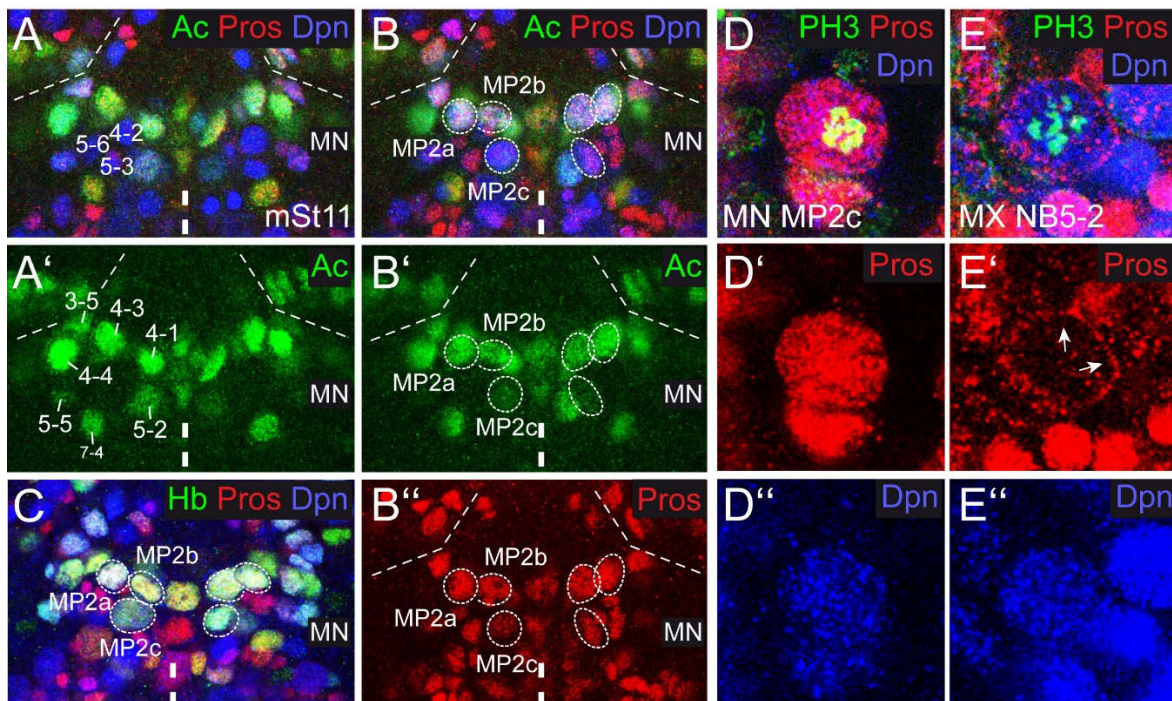 A
Ac Pros Dpn
5-6
4-2
5-3
MN
mSt11
B
Ac Pros Dpn
MP2b
MP2a
MP2c
MN
D
PH3 Pros
Dpn
MN MP2c
E
PH3 Pros
Dpn
MX NB5-2
A‘
Ac
3-5
4-3
4-1
4-4
5-5
7-4
5-2
MN
B‘
Ac
MP2b
MP2a
MP2c
MN
D‘
Pros
E‘
Pros
C
Hb Pros Dpn
MP2b
MP2a
MP2c
MN
B‘‘
Pros
MP2b
MP2a
MP2c
MN
D‘‘
Dpn
E‘‘
Dpn